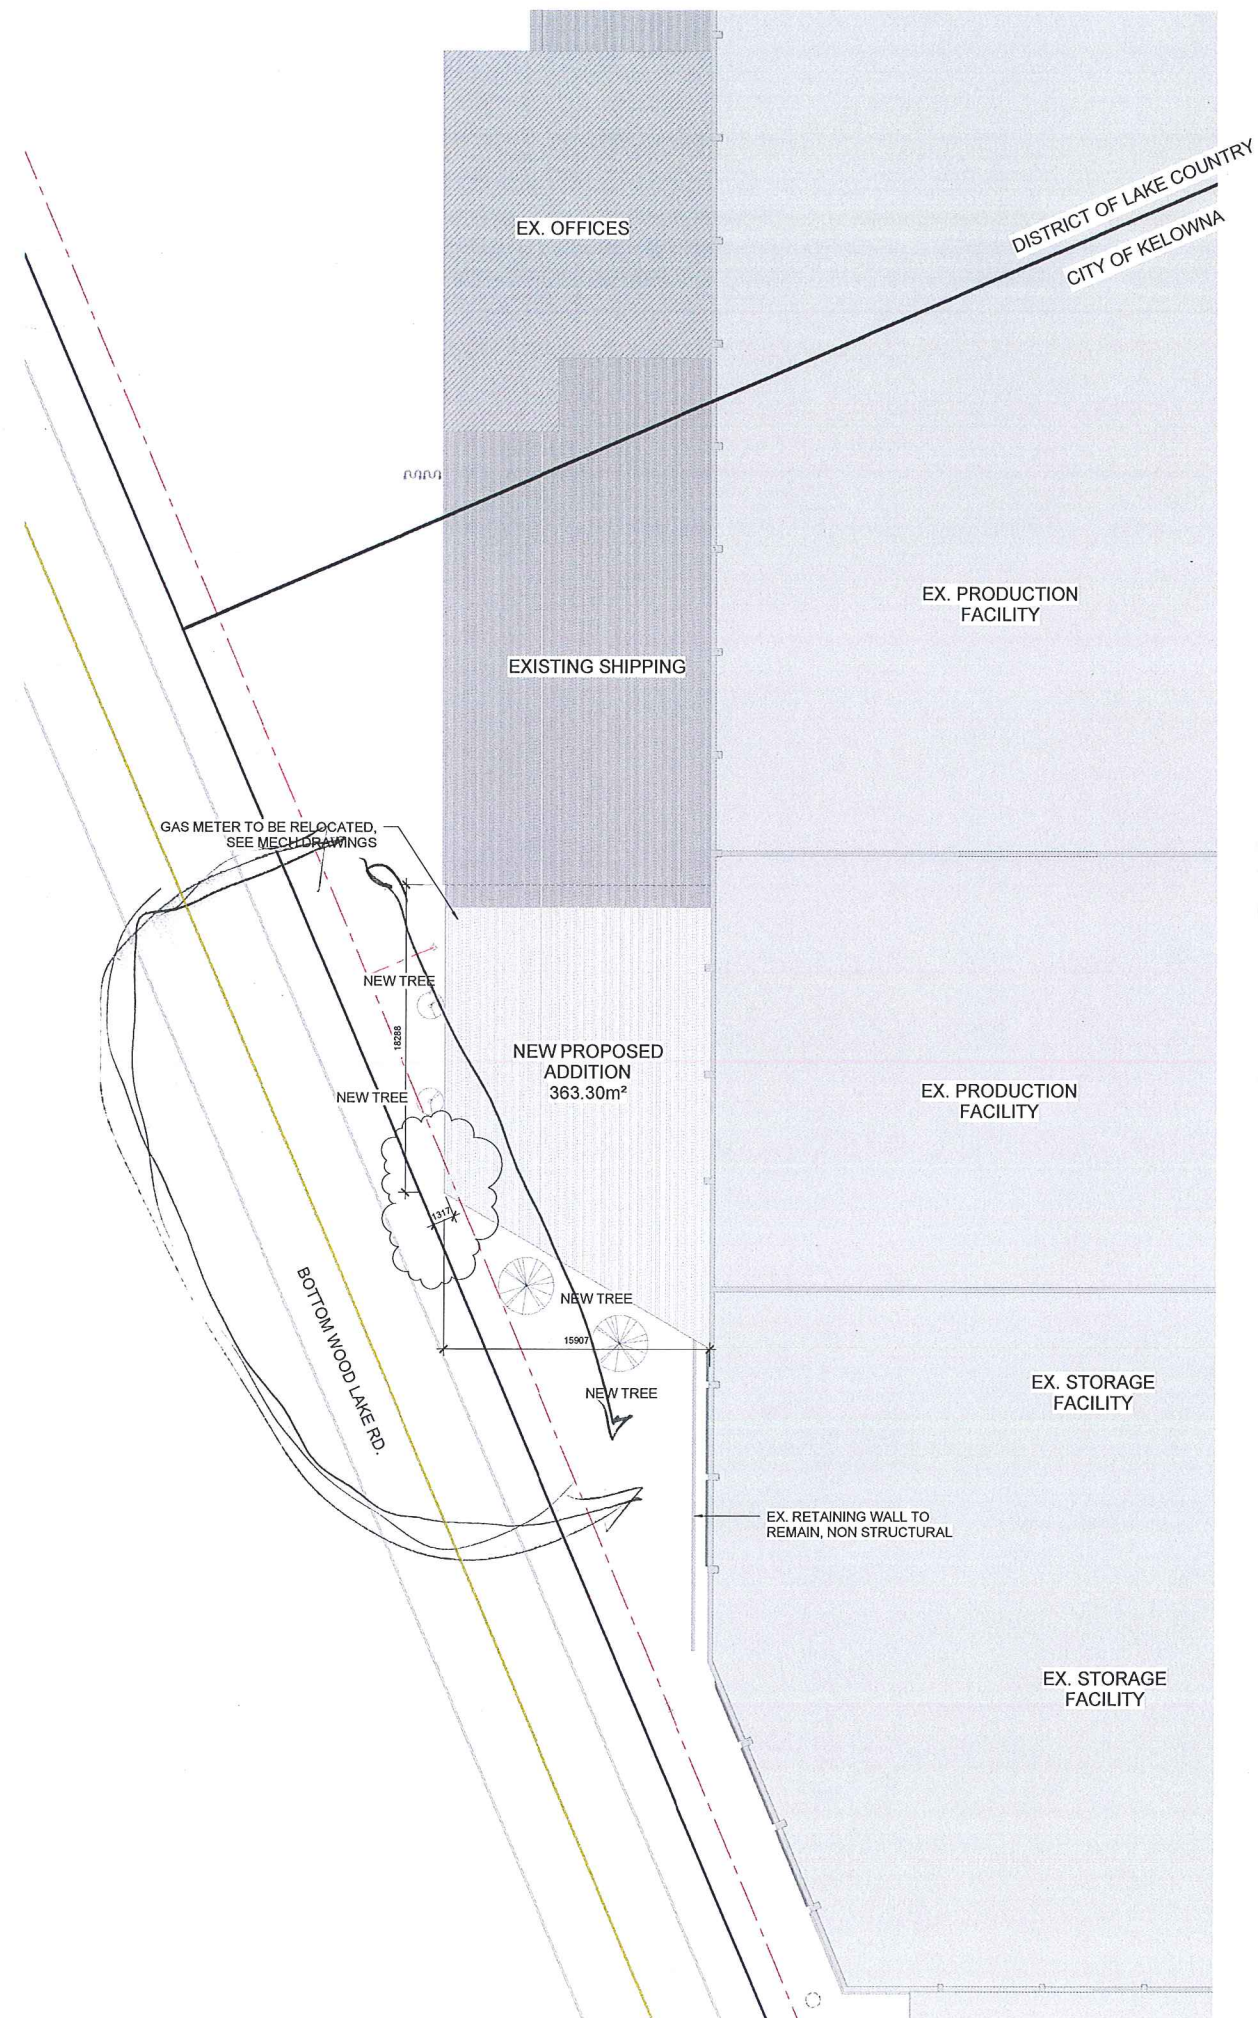 DISTRICT OF LAKE COUNTRY
CITY OF KELOWNA
EX. OFFICES
EX. PRODUCTION
FACILITY
EXISTING SHIPPING
GAS METER TO BE RELOCATED,
SEE MECH DRAWINGS
NEW TREE
18288
NEW PROPOSED
ADDITION
363.30m²
NEW TREE
EX. PRODUCTION
FACILITY
1317
BOTTOM WOOD LAKE RD.
NEW TREE
15907
NEW TREE
EX. STORAGE
FACILITY
EX. RETAINING WALL TO
REMAIN, NON STRUCTURAL
EX. STORAGE
FACILITY